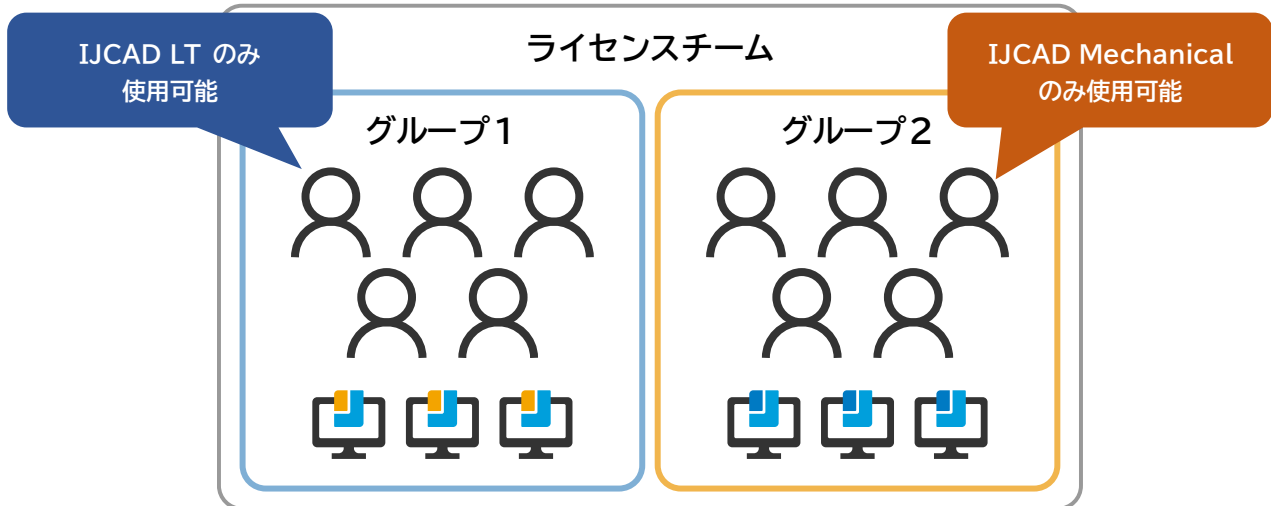 ライセンスチーム
IJCAD LT のみ
使用可能
IJCAD Mechanical
のみ使用可能
グループ1
グループ2